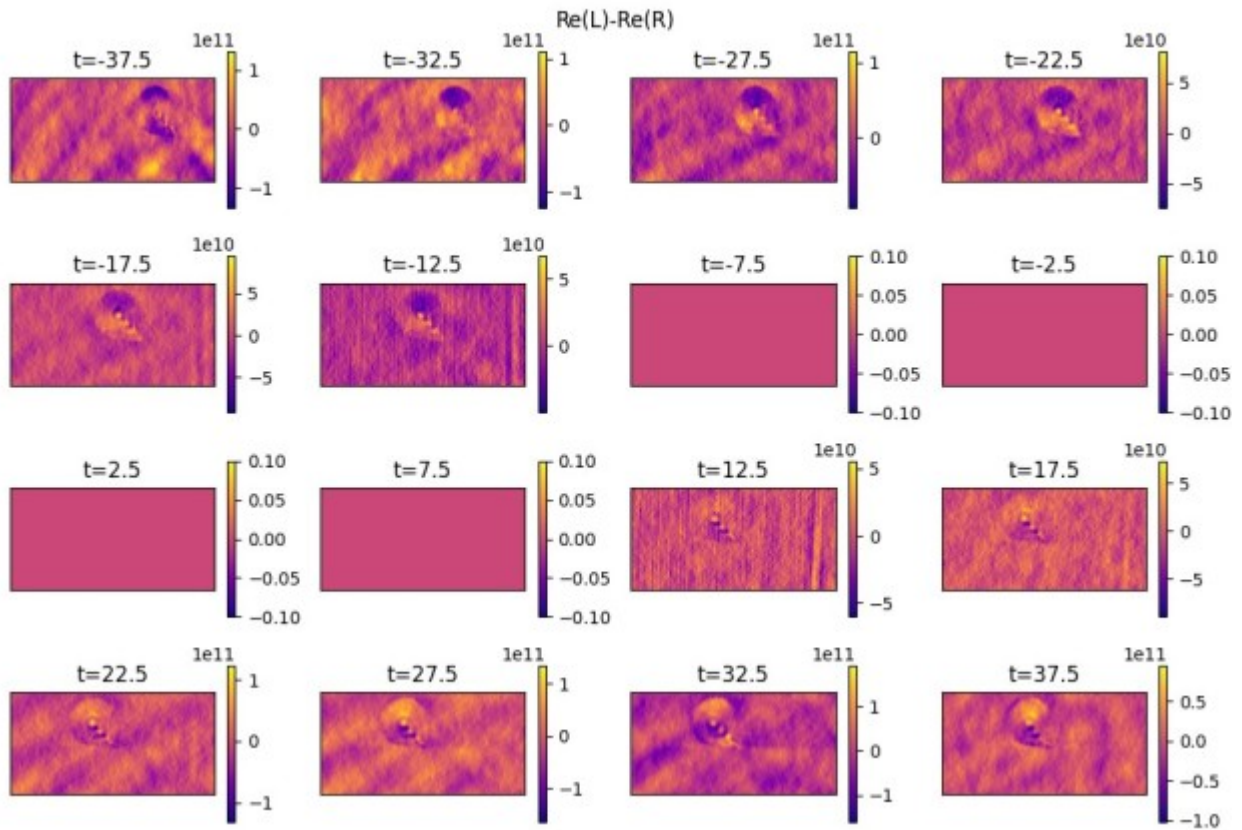 Re(L)-Re(R)
1e11 1e11 1e11 1e10
t=-37.5 t=-32.5 t=-27.5 t=-22.5
1 1 1 5
0 0 0 0
−1 −1 −5
1e10 1e10
t=-17.5 t=-12.5 t=-7.5 t=-2.5
5 5 0.10 0.10
0 0 0.05 0.05
−5 0.00 0.00
−0.05 −0.05
−0.10 −0.10
1e10 1e10
t=2.5 t=7.5 t=12.5 t=17.5
0.10 0.10 5 5
0.05 0.05 0 0
0.00 0.00 −5 −5
−0.05 −0.05
−0.10 −0.10
1e11 1e11 1e11 1e11
t=22.5 t=27.5 t=32.5 t=37.5
1 1 1 0.5
0 0 0 0.0
−1 −1 −1 −0.5
−1.0